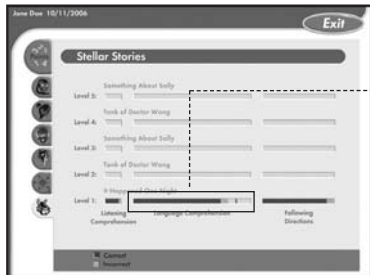 Jane Doe 10/11/2006
Exit
Stellar Stories
Something About Sally
Level 5:
Tank of Doctor Wong
Level 4:
Something About Sally
Level 3:
Tank of Doctor Wong
Level 2:
It Happened One Night
Level 1:
Listening Comprehension
Language Comprehension
Following Directions
Correct
Incorrect